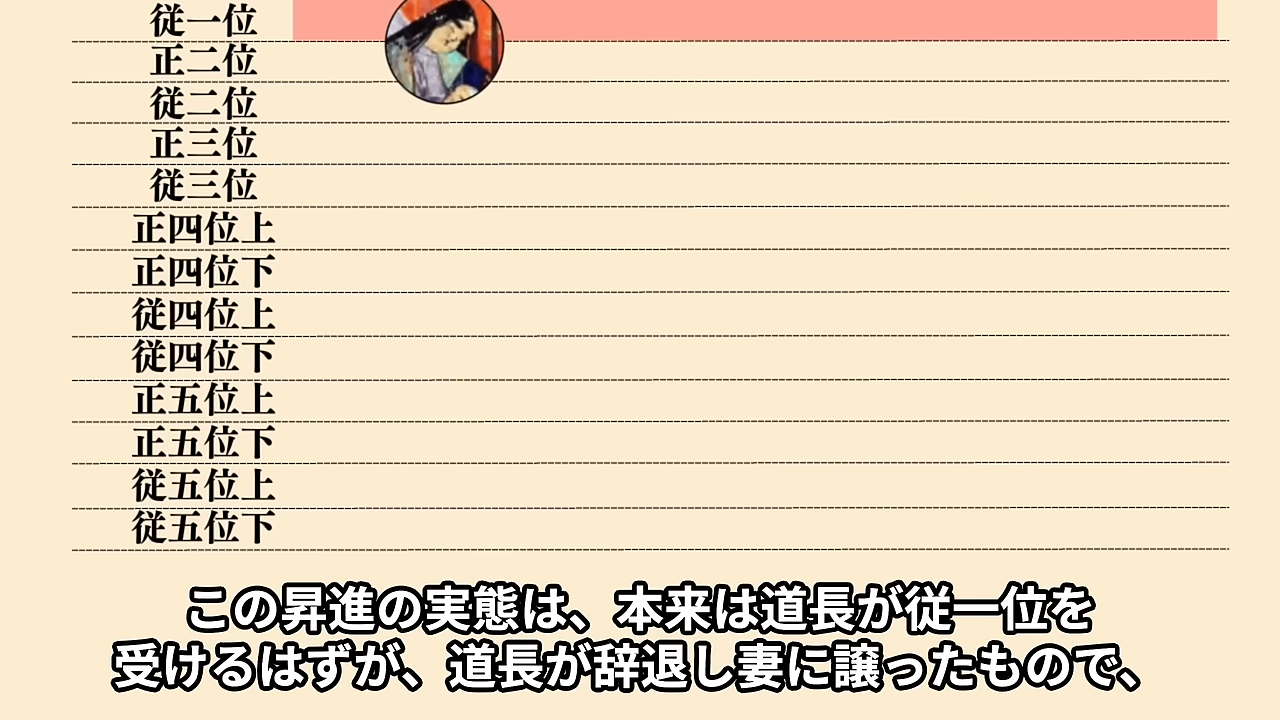 従一位
正二位
従二位
正三位
従三位
正四位上
正四位下
従四位上
従四位下
正五位上
正五位下
従五位上
従五位下
この昇進の実態は、本来は道長が従一位を
受けるはずが、道長が辞退し妻に譲ったもので、